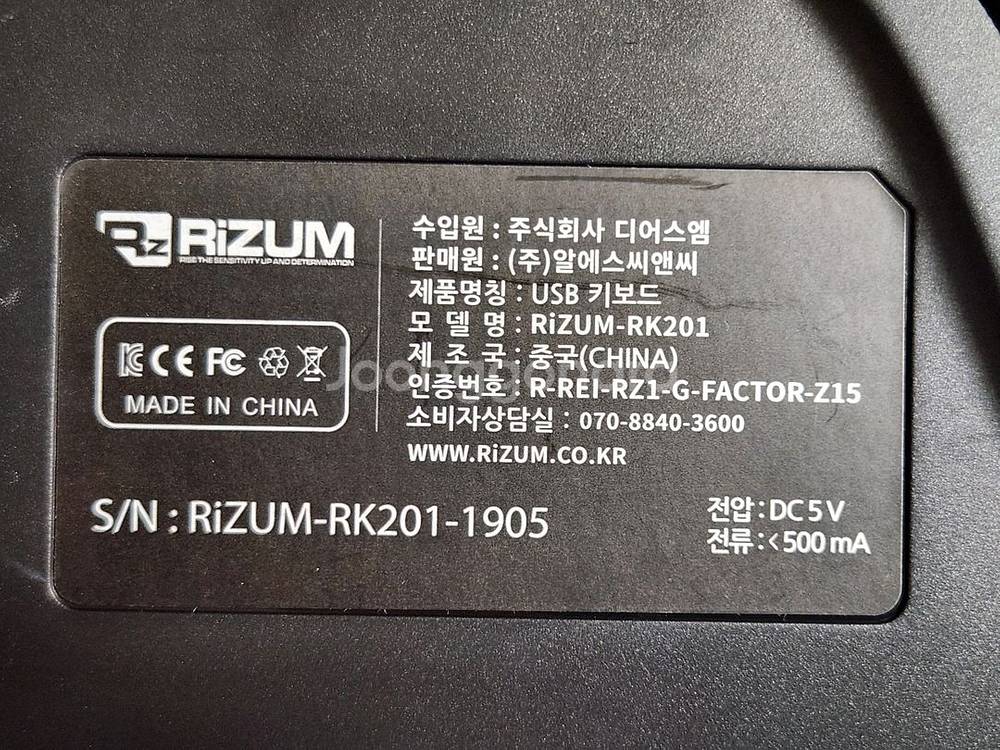 RiZUM
RISE THE SENSITIVITY UP AND DETERMINATION
CE FC
MADE IN CHINA
수입원 : 주식회사 디어스엠
판매원 : (주)알에스씨앤씨
제품명칭 : USB 키보드
모 델 명 : RiZUM-RK201
제 조 국 : 중국(CHINA)
인증번호 : R-REI-RZ1-G-FACTOR-Z15
소비자상담실 : 070-8840-3600
WWW.RiZUM.CO.KR
S/N : RiZUM-RK201-1905
전압 : DC 5 V
전류 : < 500 mA